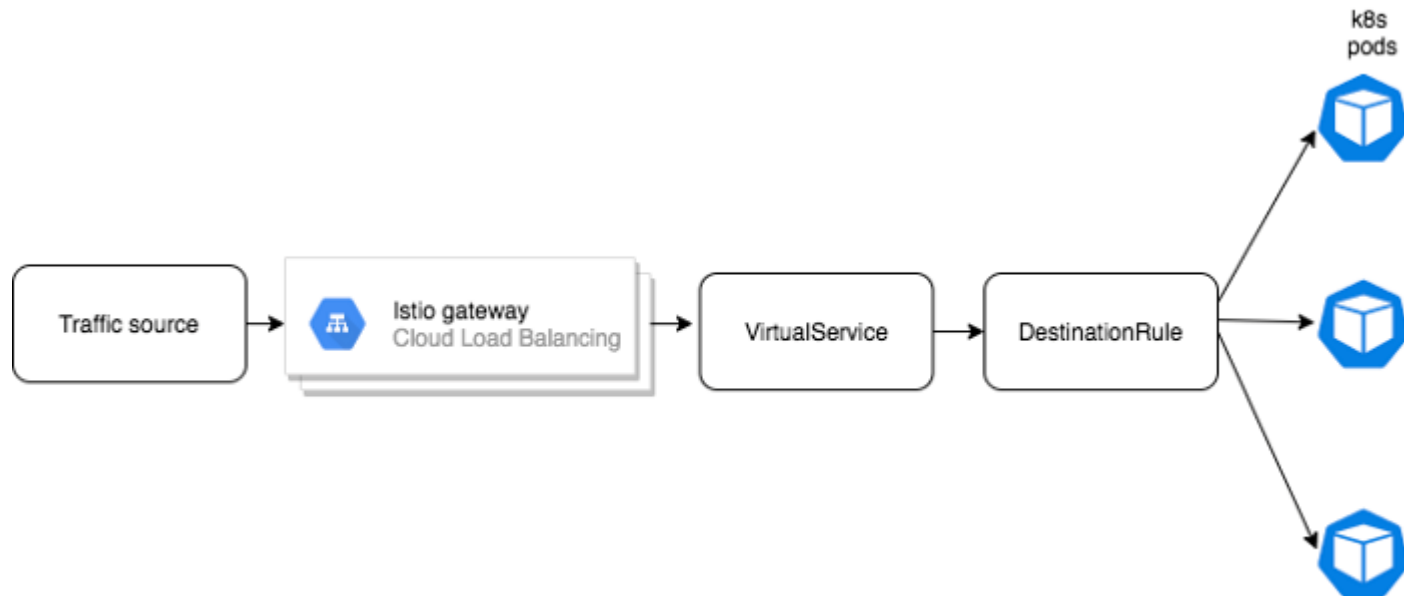 k8s
pods
Traffic source
Istio gateway
Cloud Load Balancing
VirtualService
DestinationRule